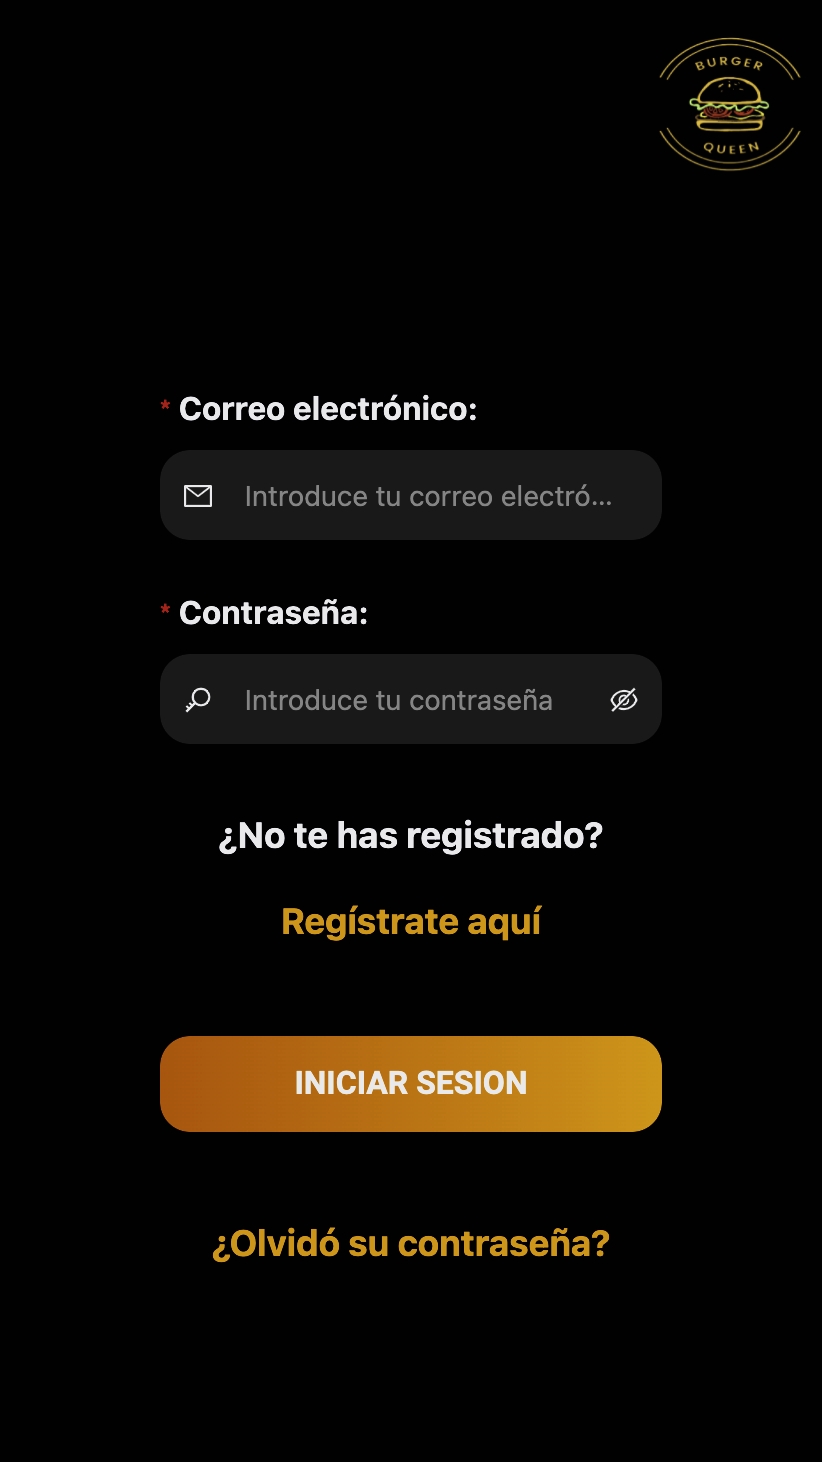 BURGER
QUEEN
* Correo electrónico:
Introduce tu correo electró...
* Contraseña:
Introduce tu contraseña
¿No te has registrado?
Regístrate aquí
INICIAR SESION
¿Olvidó su contraseña?